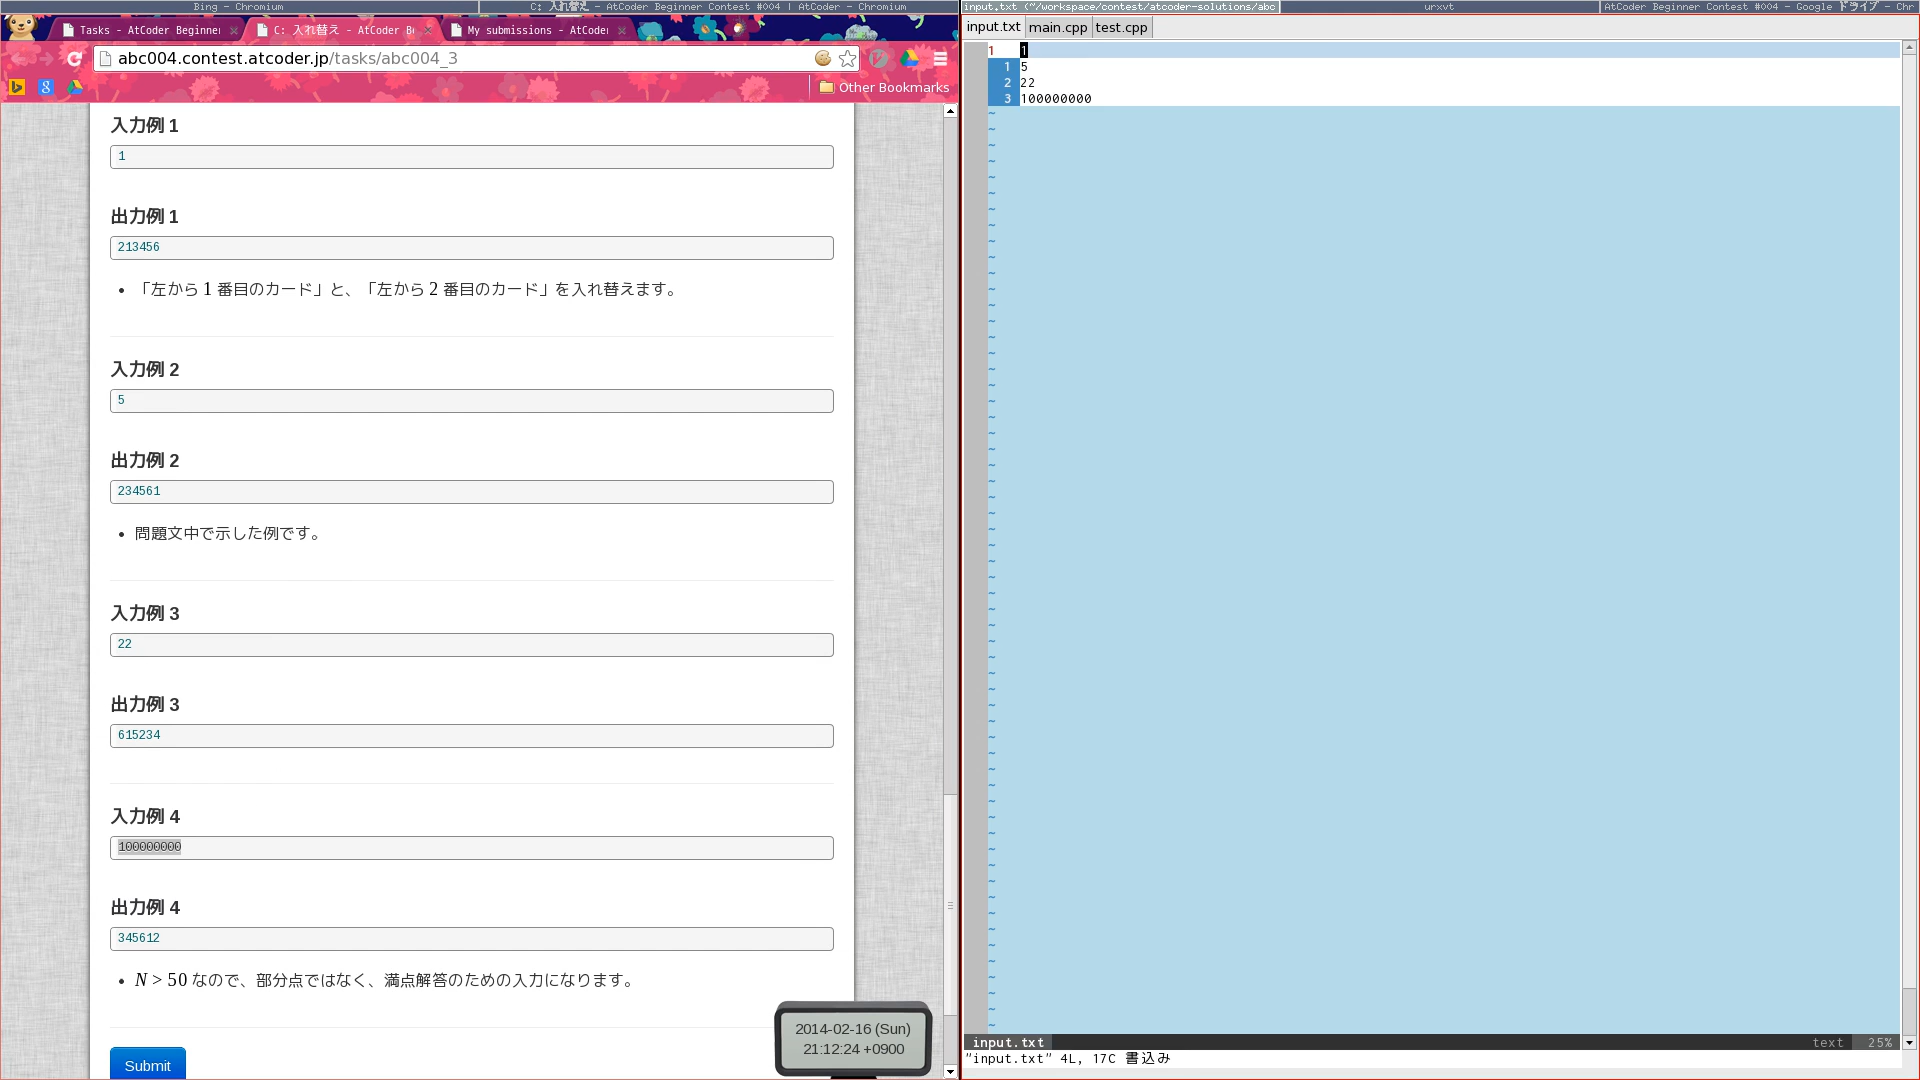 Bing - Chromium
C: 入れ替え - AtCoder Beginner Contest #004 | AtCoder - Chromium
input.txt (~/workspace/contest/atcoder-solutions/abc
urxvt
AtCoder Beginner Contest #004 - Google ドライブ - Chr
Tasks - AtCoder Beginner
C: 入れ替え - AtCoder Be
My submissions - AtCoder
abc004.contest.atcoder.jp/tasks/abc004_3
Other Bookmarks
入力例 1
1
出力例 1
213456
• 「左から 1 番目のカード」と、「左から 2 番目のカード」を入れ替えます。
入力例 2
5
出力例 2
234561
• 問題文中で示した例です。
入力例 3
22
出力例 3
615234
入力例 4
100000000
出力例 4
345612
• N > 50 なので、部分点ではなく、満点解答のための入力になります。
Submit
2014-02-16 (Sun)
21:12:24 +0900
input.txt main.cpp test.cpp
1 1
1 5
2 22
3 100000000
input.txt text 25%
"input.txt" 4L, 17C 書込み